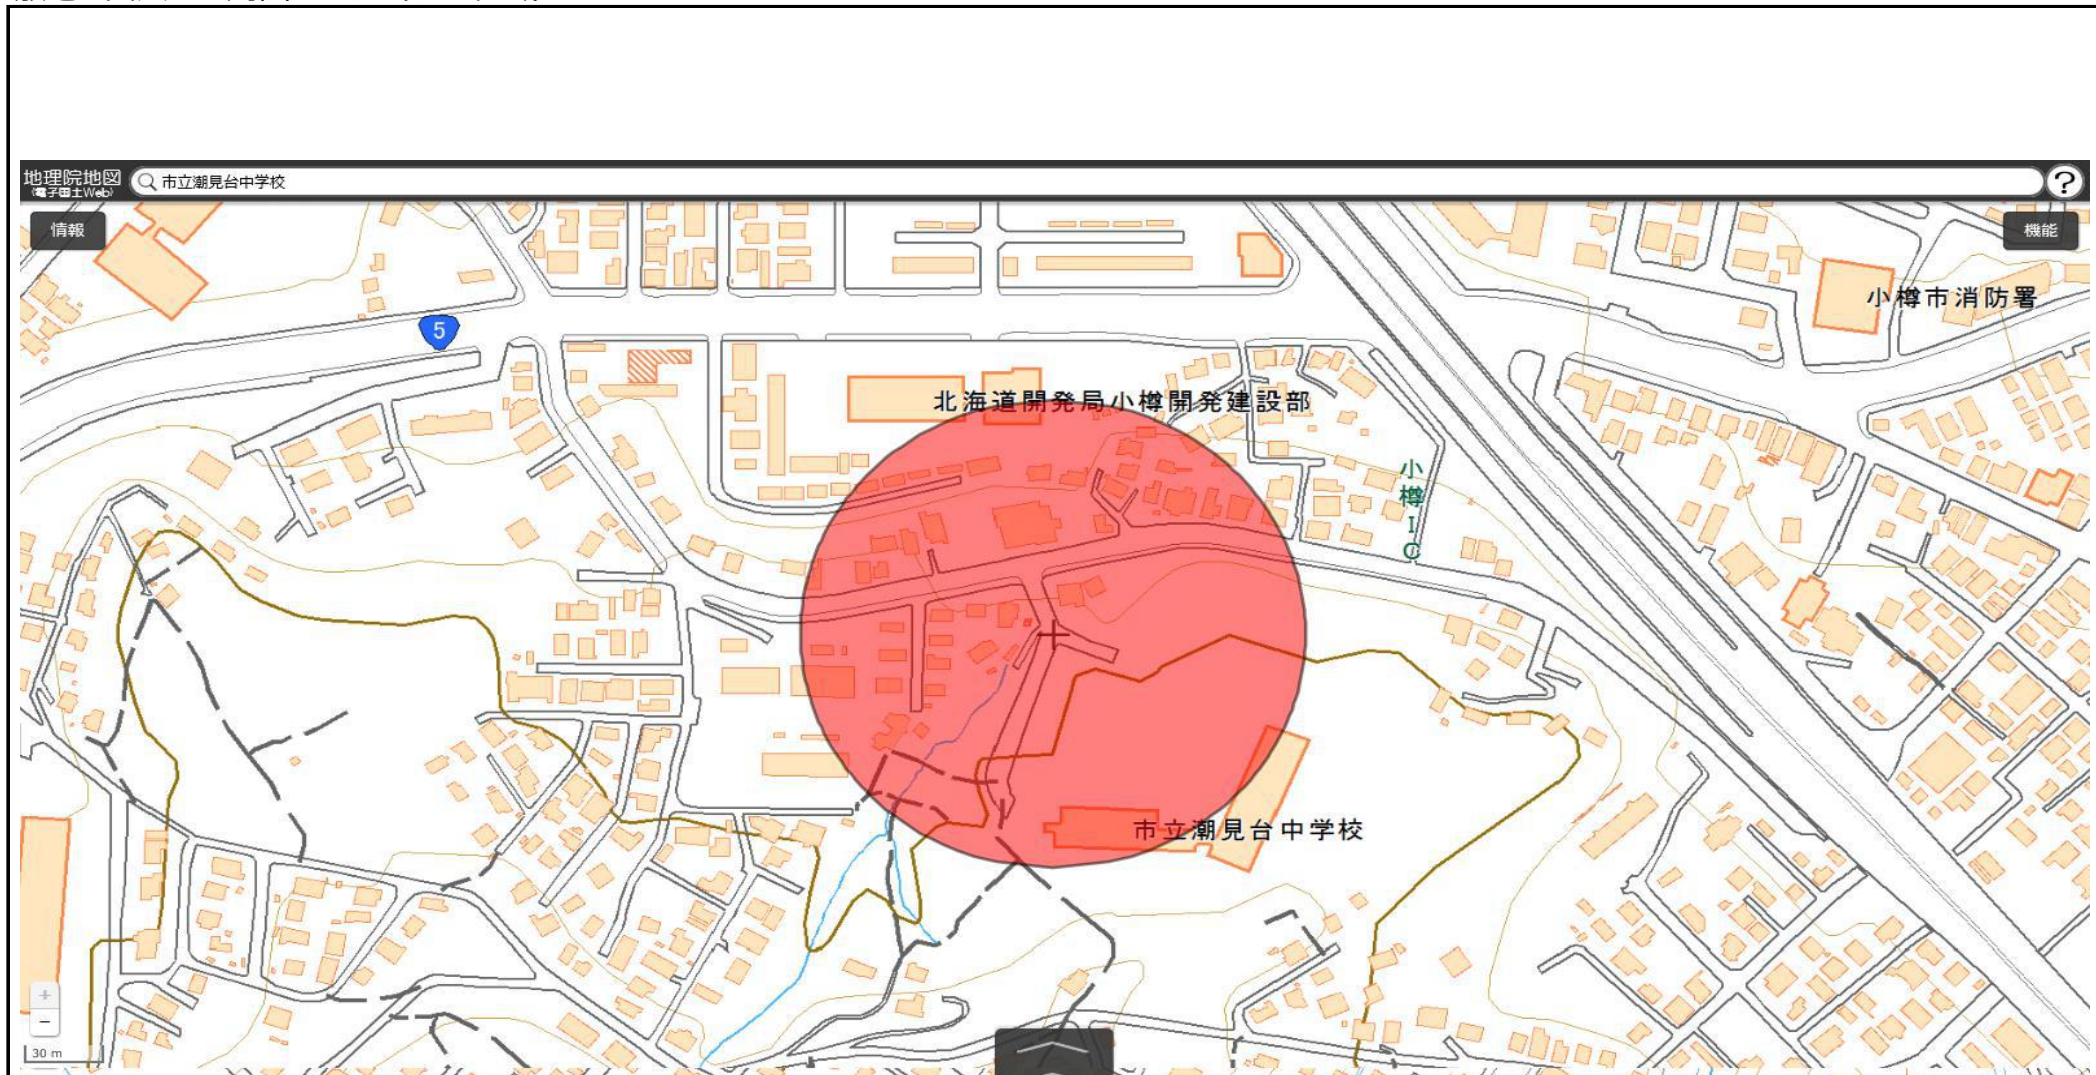 地理院地図
(電子国土Web)
市立潮見台中学校
?
情報
機能
小樽市消防署
5
北海道開発局小樽開発建設部
小樽IC
市立潮見台中学校
+
−
30 m